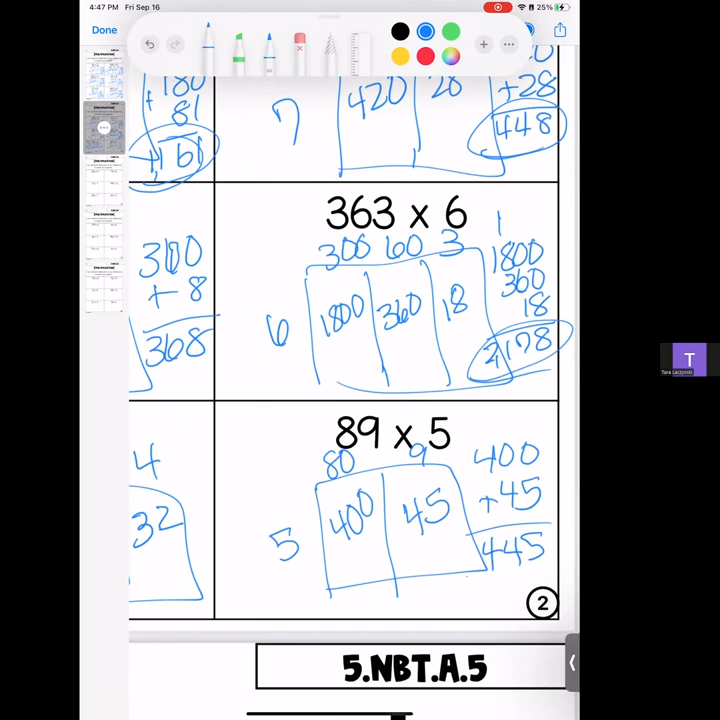 4:47 PM Fri Sep 16
25%
Done
180
+ 81
161
7
420 28
+28
448
300
+ 8
368
363 x 6
300 60 3
6
1800 360 18
1
1800
360
18
2178
4
32
89 x 5
80 9
5
400 45
400
+45
445
2
5.NBT.A.5
T
Tara Laczynski